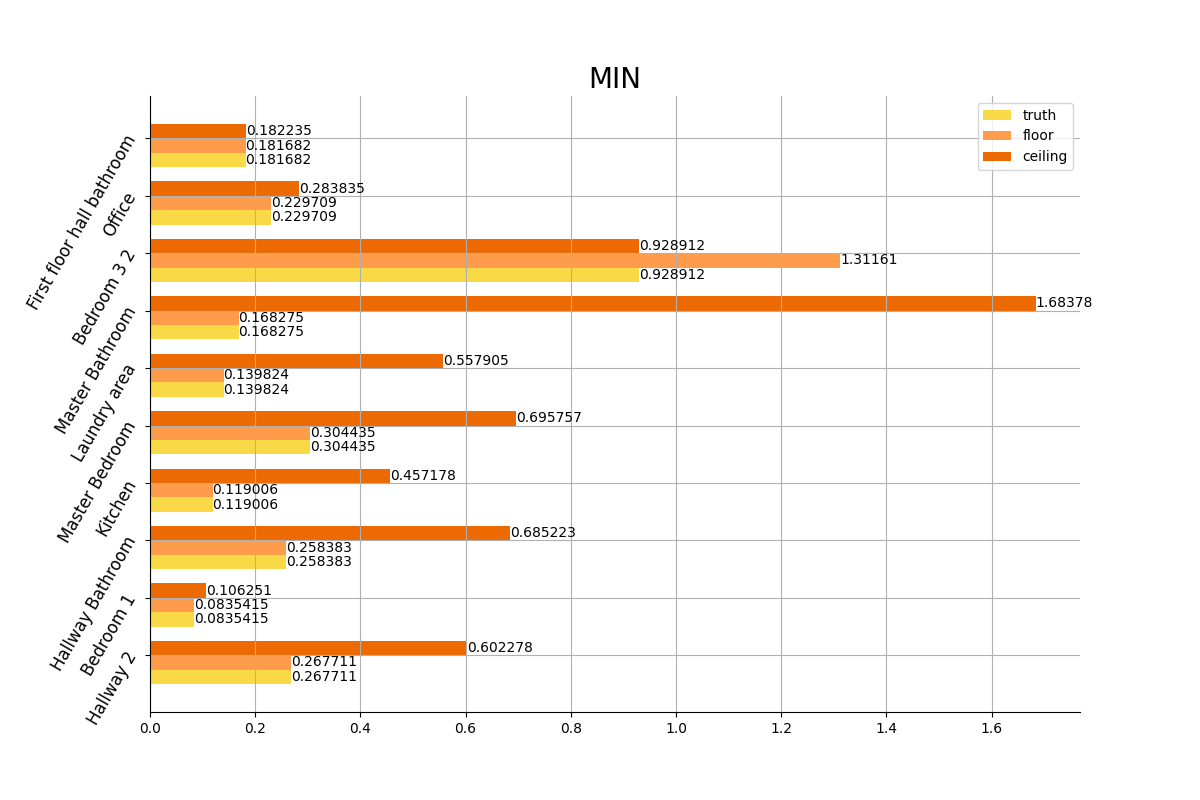 MIN
truth
floor
ceiling
First floor hall bathroom
0.182235
0.181682
0.181682
Office
0.283835
0.229709
0.229709
Bedroom 3 2
0.928912
1.31161
0.928912
Master Bathroom
1.68378
0.168275
0.168275
Laundry area
0.557905
0.139824
0.139824
Master Bedroom
0.695757
0.304435
0.304435
Kitchen
0.457178
0.119006
0.119006
Hallway Bathroom
0.685223
0.258383
0.258383
Bedroom 1
0.106251
0.0835415
0.0835415
Hallway 2
0.602278
0.267711
0.267711
0.0 0.2 0.4 0.6 0.8 1.0 1.2 1.4 1.6